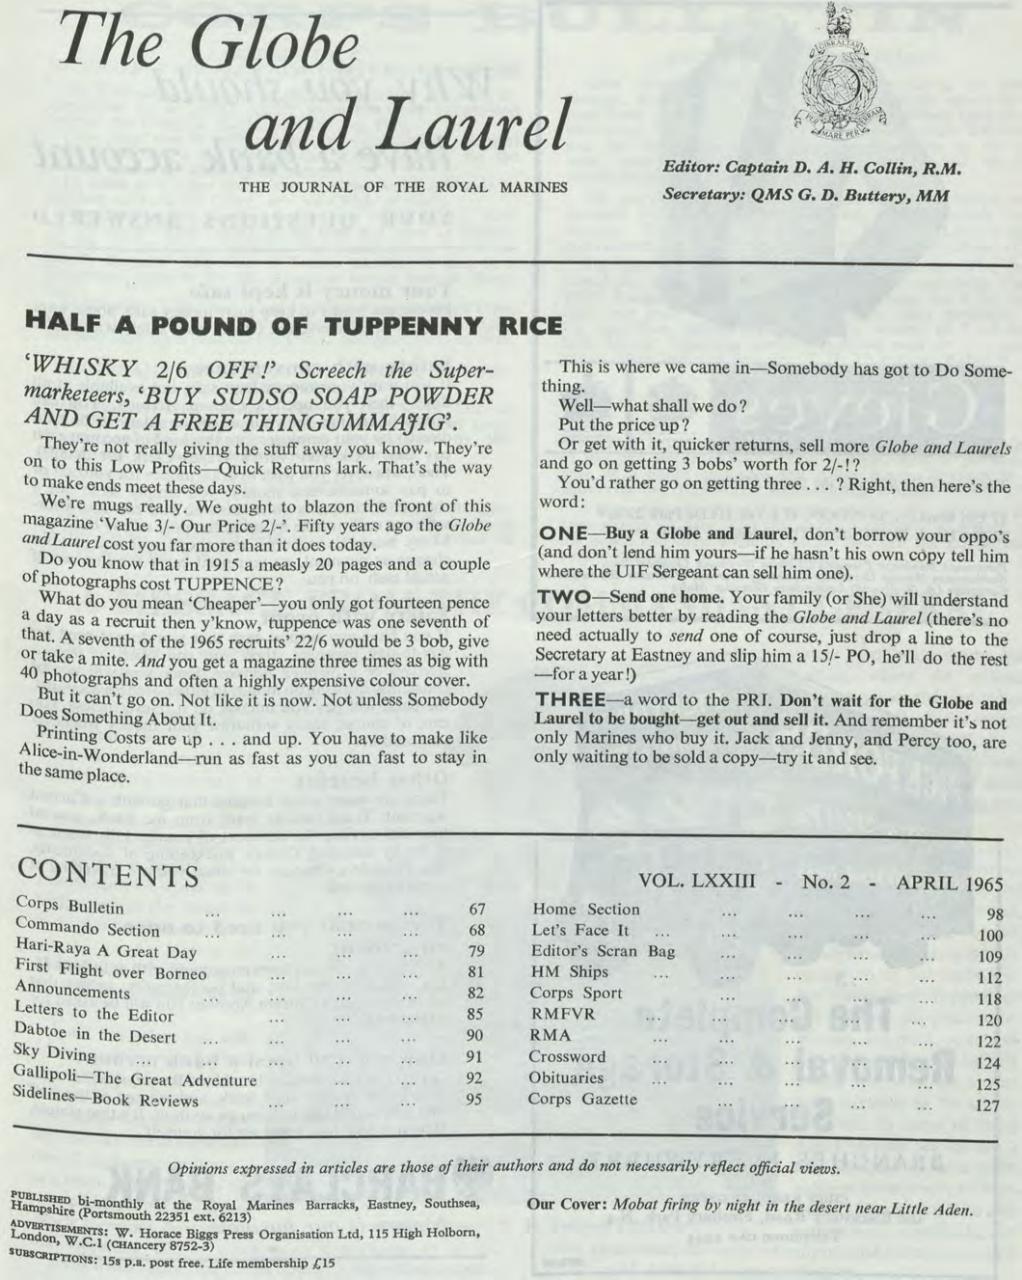 The Globe
and Laurel
THE JOURNAL OF THE ROYAL MARINES
GIBRALTAR
PER MARE PER TERRAM
Editor: Captain D. A. H. Collin, R.M.
Secretary: QMS G. D. Buttery, MM
HALF A POUND OF TUPPENNY RICE
'WHISKY 2/6 OFF!' Screech the Super-
marketeers, 'BUY SUDSO SOAP POWDER
AND GET A FREE THINGUMMAJIG'.
They're not really giving the stuff away you know. They're
on to this Low Profits—Quick Returns lark. That's the way
to make ends meet these days.
We're mugs really. We ought to blazon the front of this
magazine 'Value 3/- Our Price 2/-'. Fifty years ago the Globe
and Laurel cost you far more than it does today.
Do you know that in 1915 a measly 20 pages and a couple
of photographs cost TUPPENCE?
What do you mean 'Cheaper'—you only got fourteen pence
a day as a recruit then y'know, tuppence was one seventh of
that. A seventh of the 1965 recruits' 22/6 would be 3 bob, give
or take a mite. And you get a magazine three times as big with
40 photographs and often a highly expensive colour cover.
But it can't go on. Not like it is now. Not unless Somebody
Does Something About It.
Printing Costs are up . . . and up. You have to make like
Alice-in-Wonderland—run as fast as you can fast to stay in
the same place.
This is where we came in—Somebody has got to Do Some-
thing.
Well—what shall we do?
Put the price up?
Or get with it, quicker returns, sell more Globe and Laurels
and go on getting 3 bobs' worth for 2/-!?
You'd rather go on getting three . . . ? Right, then here's the
word:
ONE—Buy a Globe and Laurel, don't borrow your oppo's
(and don't lend him yours—if he hasn't his own copy tell him
where the UIF Sergeant can sell him one).
TWO—Send one home. Your family (or She) will understand
your letters better by reading the Globe and Laurel (there's no
need actually to send one of course, just drop a line to the
Secretary at Eastney and slip him a 15/- PO, he'll do the rest
—for a year!)
THREE—a word to the PRI. Don't wait for the Globe and
Laurel to be bought—get out and sell it. And remember it's not
only Marines who buy it. Jack and Jenny, and Percy too, are
only waiting to be sold a copy—try it and see.
CONTENTS
VOL. LXXIII - No. 2 - APRIL 1965
Corps Bulletin ... ... ... ... 67
Commando Section ... ... ... ... 68
Hari-Raya A Great Day ... ... ... 79
First Flight over Borneo ... ... ... 81
Announcements ... ... ... ... 82
Letters to the Editor ... ... ... 85
Dabtoe in the Desert ... ... ... 90
Sky Diving ... ... ... ... ... 91
Gallipoli—The Great Adventure ... ... 92
Sidelines—Book Reviews ... ... ... 95
Home Section ... ... ... ... 98
Let's Face It ... ... ... ... ... 100
Editor's Scran Bag ... ... ... ... 109
HM Ships ... ... ... ... ... 112
Corps Sport ... ... ... ... 118
RMFVR ... ... ... ... ... 120
RMA ... ... ... ... ... 122
Crossword ... ... ... ... ... 124
Obituaries ... ... ... ... ... 125
Corps Gazette ... ... ... ... 127
Opinions expressed in articles are those of their authors and do not necessarily reflect official views.
PUBLISHED bi-monthly at the Royal Marines Barracks, Eastney, Southsea,
Hampshire (Portsmouth 22351 ext. 6213)
ADVERTISEMENTS: W. Horace Biggs Press Organisation Ltd, 115 High Holborn,
London, W.C.1 (CHAncery 8752-3)
SUBSCRIPTIONS: 15s p.a. post free. Life membership £15
Our Cover: Mobat firing by night in the desert near Little Aden.